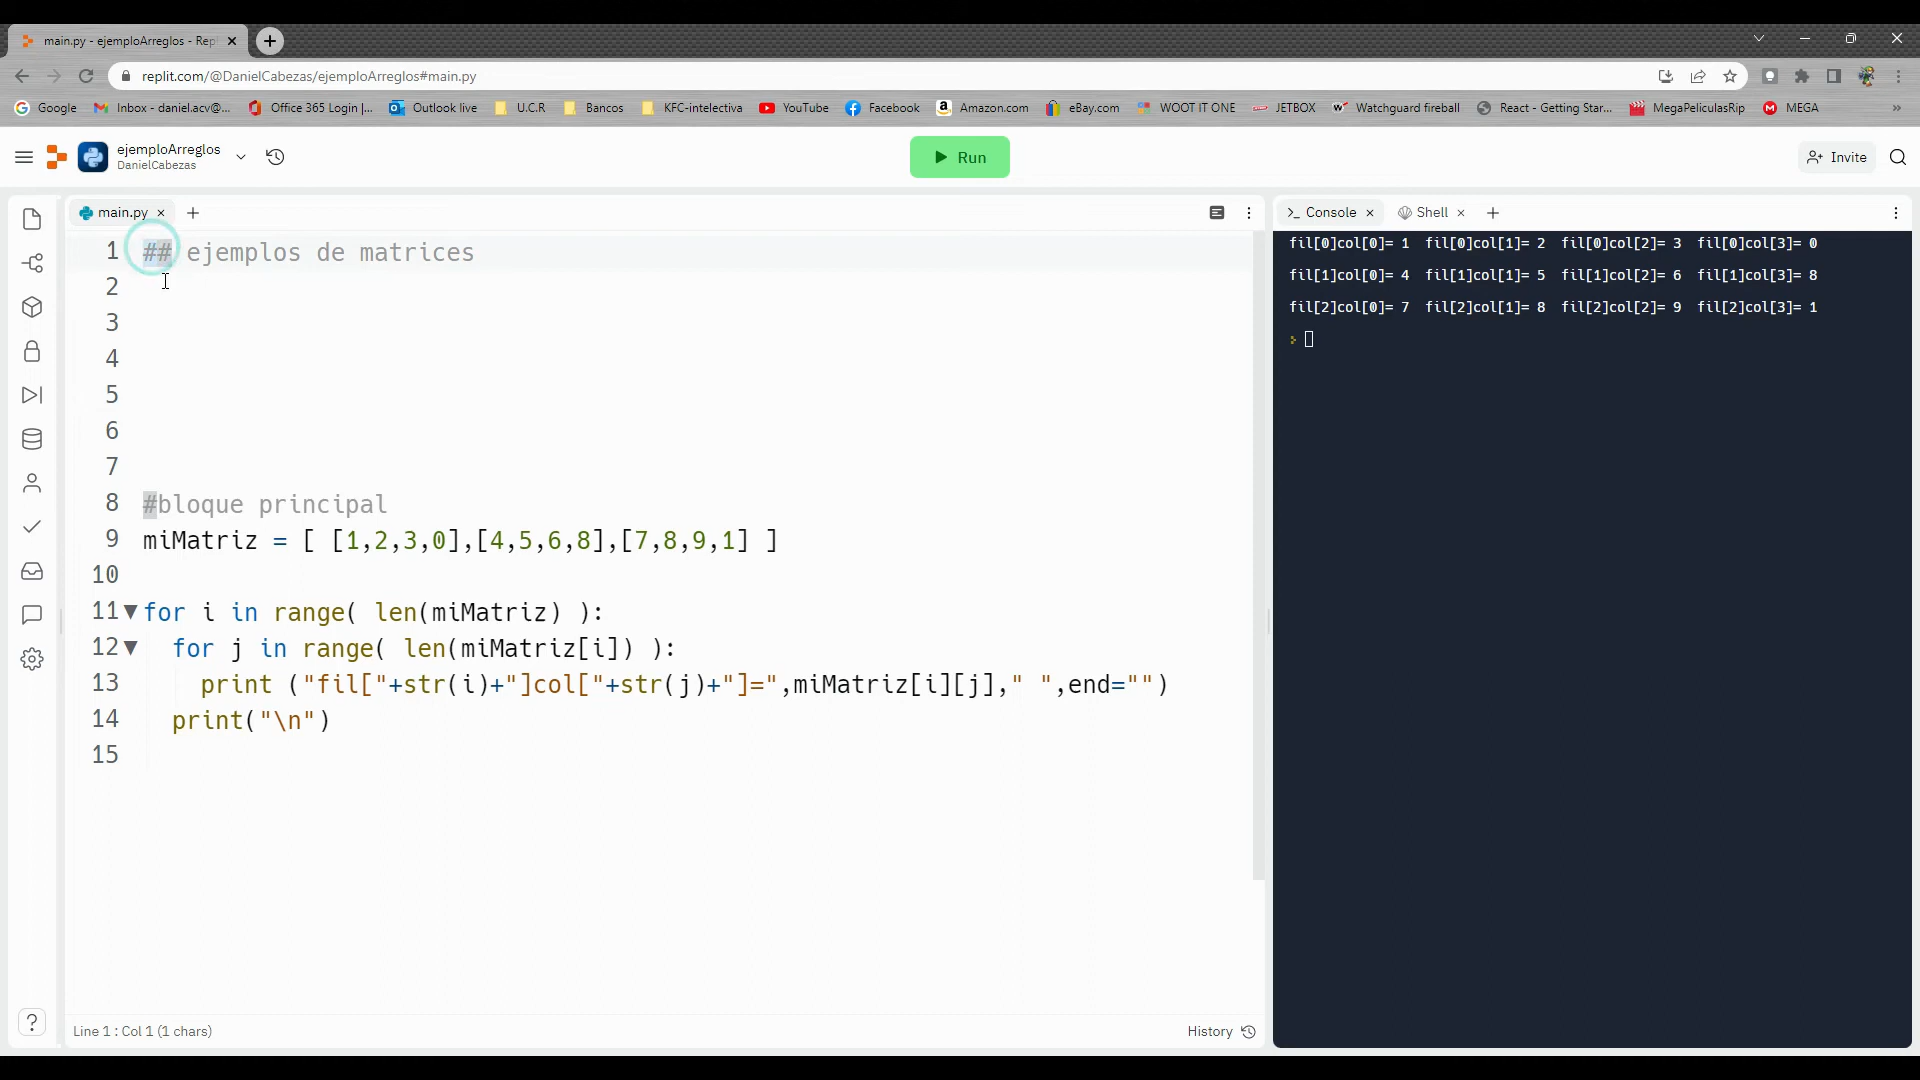 main.py - ejemploArreglos - Repl
replit.com/@DanielCabezas/ejemploArreglos#main.py
Google Inbox - daniel.acv@... Office 365 Login |... Outlook live U.C.R Bancos KFC-intelectiva YouTube Facebook Amazon.com eBay.com WOOT IT ONE JETBOX Watchguard fireball React - Getting Star... MegaPeliculasRip MEGA »
ejemploArreglos
DanielCabezas
Run
Invite
main.py
1 ## ejemplos de matrices
2
3
4
5
6
7
8 #bloque principal
9 miMatriz = [ [1,2,3,0],[4,5,6,8],[7,8,9,1] ]
10
11 for i in range( len(miMatriz) ):
12 for j in range( len(miMatriz[i]) ):
13 print ("fil["+str(i)+"]col["+str(j)+"]=",miMatriz[i][j]," ",end="")
14 print("\n")
15
?
Line 1 : Col 1 (1 chars)
History
Console Shell
fil[0]col[0]= 1 fil[0]col[1]= 2 fil[0]col[2]= 3 fil[0]col[3]= 0
fil[1]col[0]= 4 fil[1]col[1]= 5 fil[1]col[2]= 6 fil[1]col[3]= 8
fil[2]col[0]= 7 fil[2]col[1]= 8 fil[2]col[2]= 9 fil[2]col[3]= 1